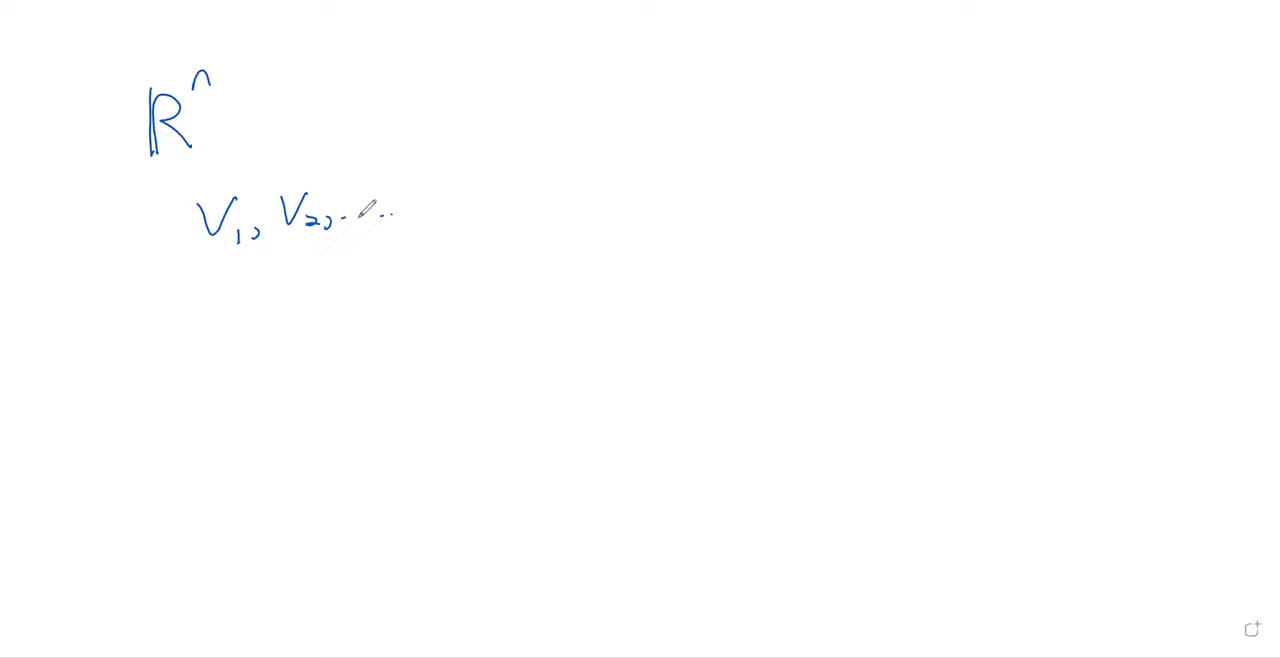 ℝⁿ
V₁, V₂, ....